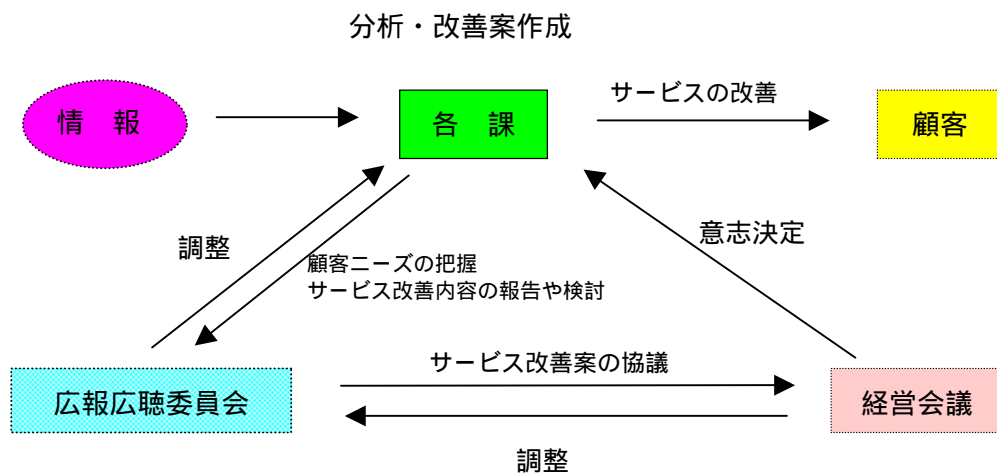 分析・改善案作成
情　報
各　課
サービスの改善
顧客
調整
顧客ニーズの把握
サービス改善内容の報告や検討
意志決定
広報広聴委員会
サービス改善案の協議
経営会議
調整